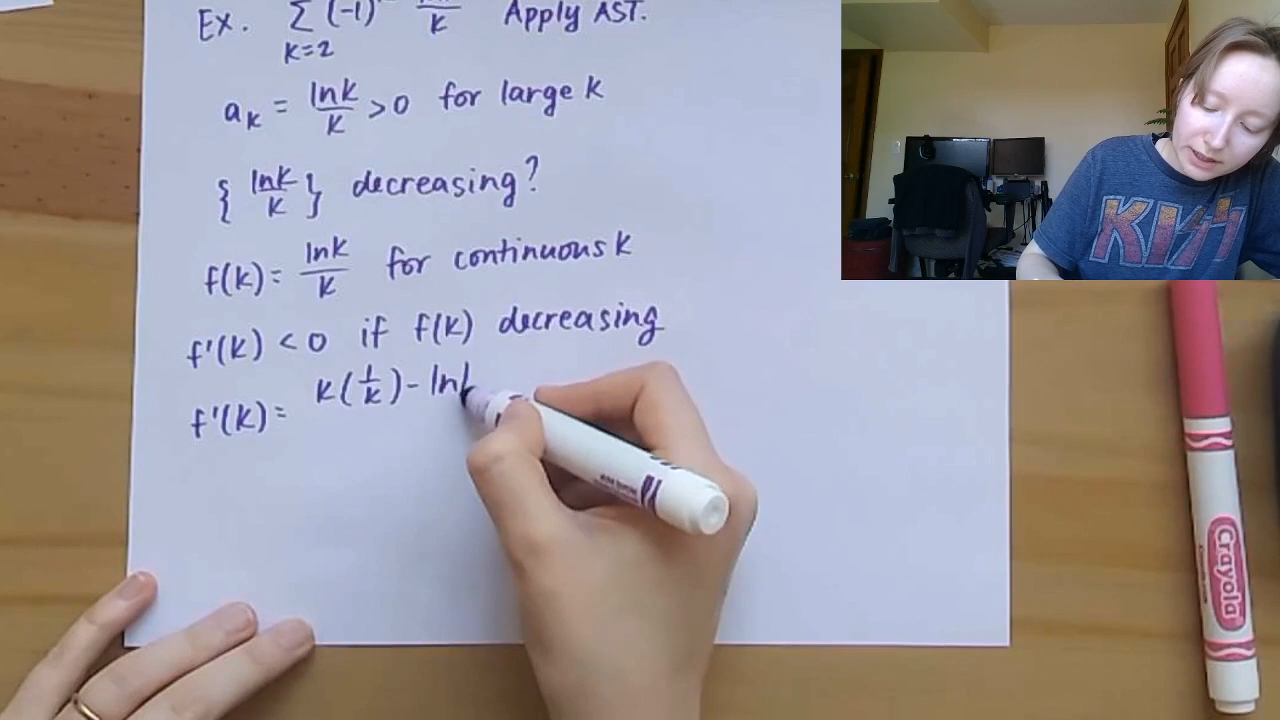 Ex. ∑ (-1) k Apply AST.
k=2
a_k = lnk/k > 0 for large k
{ lnk/k } decreasing?
f(k) = lnk/k for continuous k
f'(k) < 0 if f(k) decreasing
f'(k) = k(1/k) - ln
KISS
Crayola